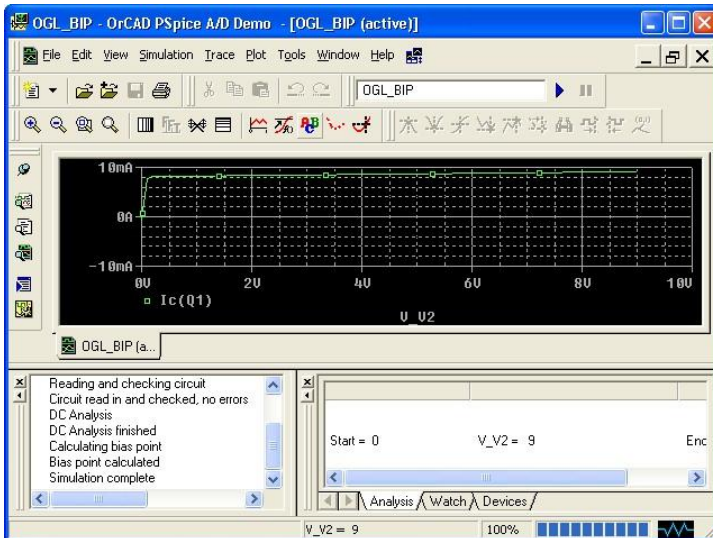 OGL_BIP - OrCAD PSpice A/D Demo - [OGL_BIP (active)]
File Edit View Simulation Trace Plot Tools Window Help
OGL_BIP
10mA
0A
-10mA
0V 2V 4V 6V 8V 10V
Ic(Q1)
V_V2
OGL_BIP (a...
Reading and checking circuit
Circuit read in and checked, no errors
DC Analysis
DC Analysis finished
Calculating bias point
Bias point calculated
Simulation complete
Start = 0 V_V2 = 9 Enc
Analysis Watch Devices
V_V2 = 9 100%